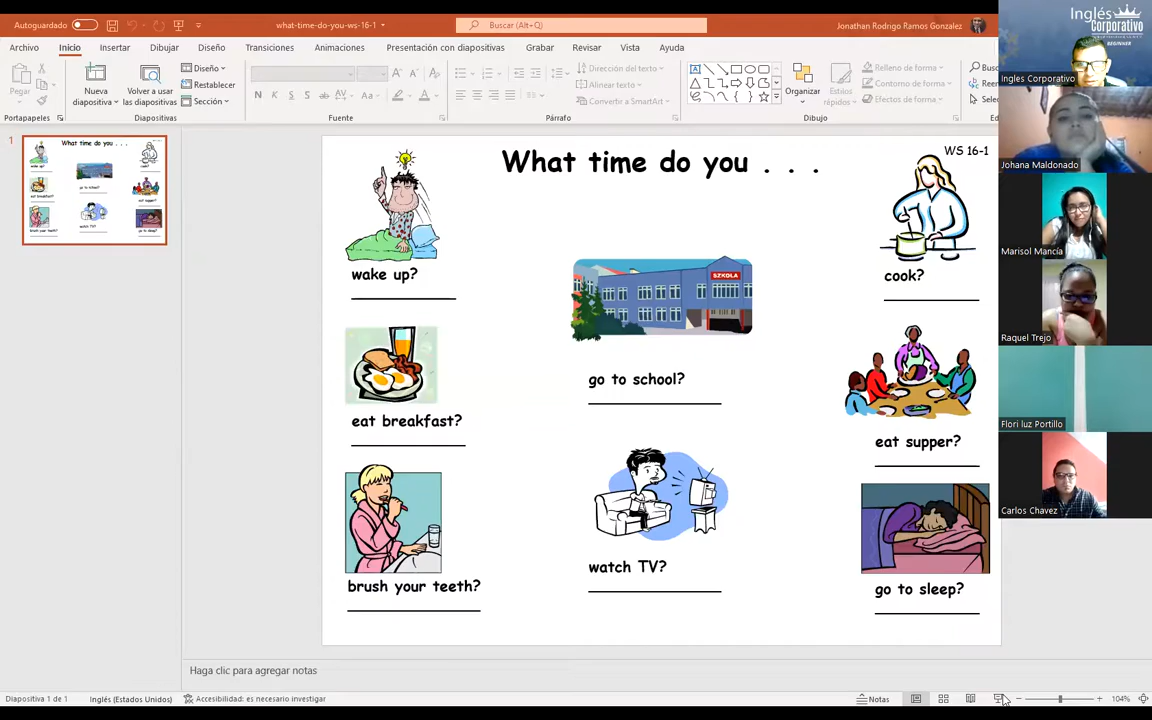 Autoguardado
what-time-do-you-ws-16-1
Buscar (Alt+Q)
Jonathan Rodrigo Ramos Gonzalez
Archivo Inicio Insertar Dibujar Diseño Transiciones Animaciones Presentación con diapositivas Grabar Revisar Vista Ayuda
Pegar
Nueva diapositiva
Volver a usar las diapositivas
Diseño
Restablecer
Sección
N K S S ab AV Aa A
Dirección del texto
Alinear texto
Convertir a SmartArt
Organizar
Estilos rápidos
Relleno de forma
Contorno de forma
Efectos de forma
Portapapeles
Diapositivas
Fuente
Párrafo
Dibujo
1
What time do you . . .
WS 16-1
wake up?
cook?
SZKOLA
go to school?
eat breakfast?
eat supper?
brush your teeth?
watch TV?
go to sleep?
Haga clic para agregar notas
Diapositiva 1 de 1
Inglés (Estados Unidos)
Accesibilidad: es necesario investigar
Notas
104%
Inglés
Corporativo
BEGINNER
Ingles Corporativo
Johana Maldonado
Marisol Mancía
Raquel Trejo
Flori luz Portillo
Carlos Chavez